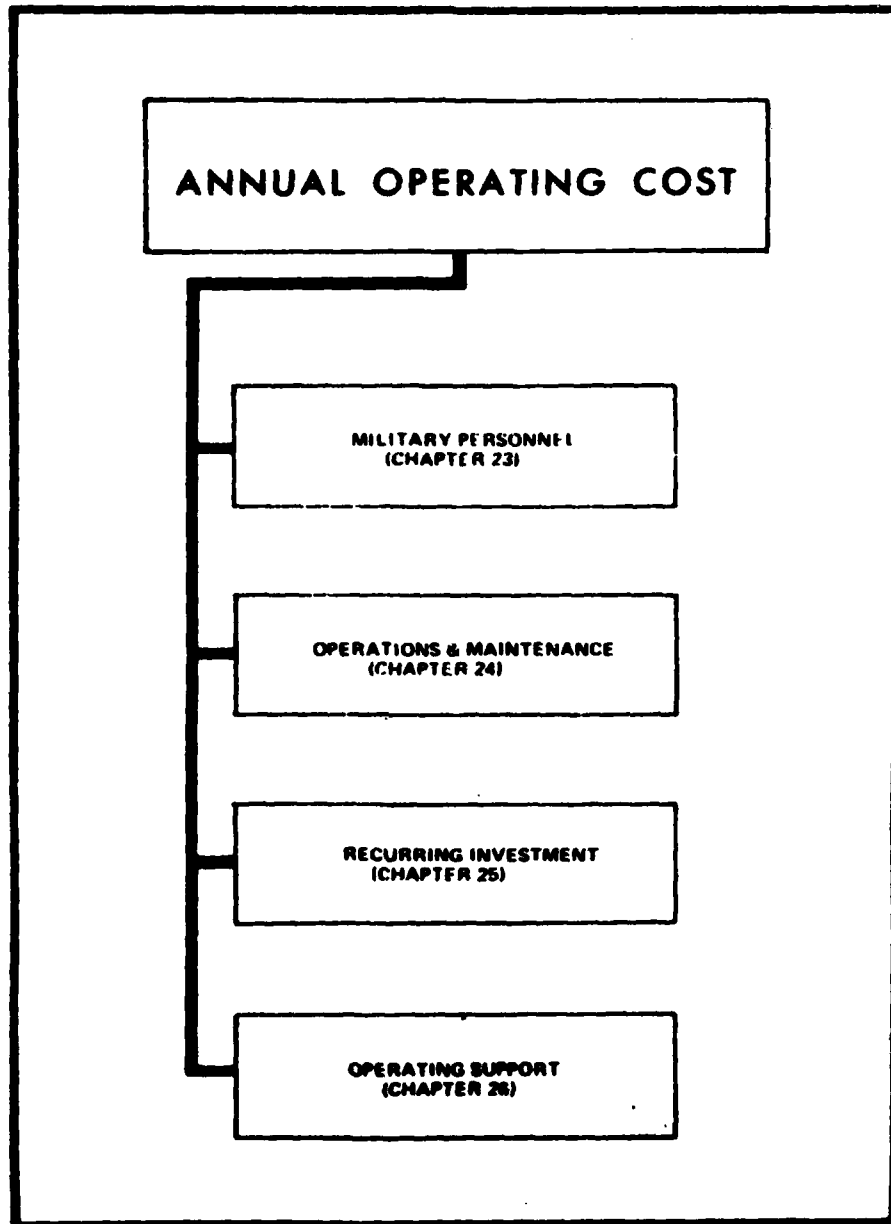 ANNUAL OPERATING COST
MILITARY PERSONNEL
(CHAPTER 23)
OPERATIONS & MAINTENANCE
(CHAPTER 24)
RECURRING INVESTMENT
(CHAPTER 25)
OPERATING SUPPORT
(CHAPTER 26)